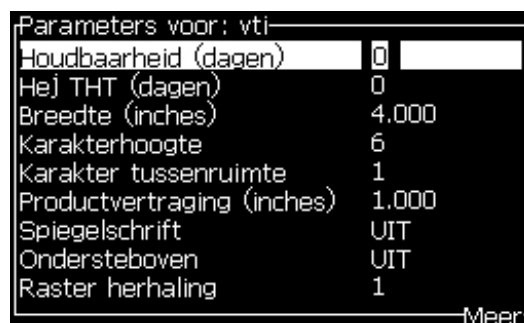 Parameters voor: vti
Houdbaarheid (dagen) 0
Hej THT (dagen) 0
Breedte (inches) 4.000
Karakterhoogte 6
Karakter tussenruimte 1
Productvertraging (inches) 1.000
Spiegelschrift UIT
Ondersteboven UIT
Raster herhaling 1
Meer